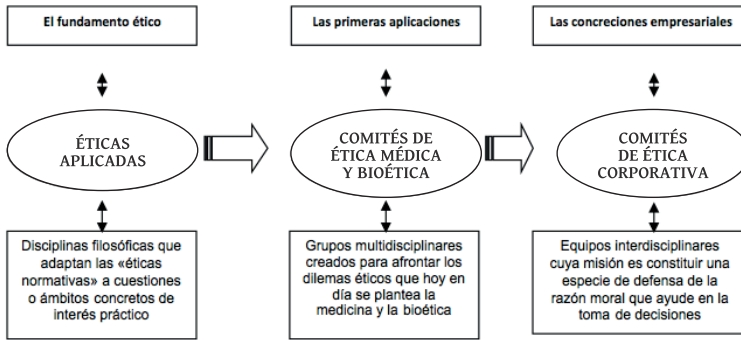 El fundamento ético
Las primeras aplicaciones
Las concreciones empresariales
ÉTICAS
APLICADAS
COMITÉS DE
ÉTICA MÉDICA
Y BIOÉTICA
COMITÉS
DE ÉTICA
CORPORATIVA
Disciplinas filosóficas que
adaptan las «éticas
normativas» a cuestiones
o ámbitos concretos de
interés práctico
Grupos multidisciplinares
creados para afrontar los
dilemas éticos que hoy en
día se plantea la
medicina y la bioética
Equipos interdisciplinares
cuya misión es constituir una
especie de defensa de la
razón moral que ayude en la
toma de decisiones